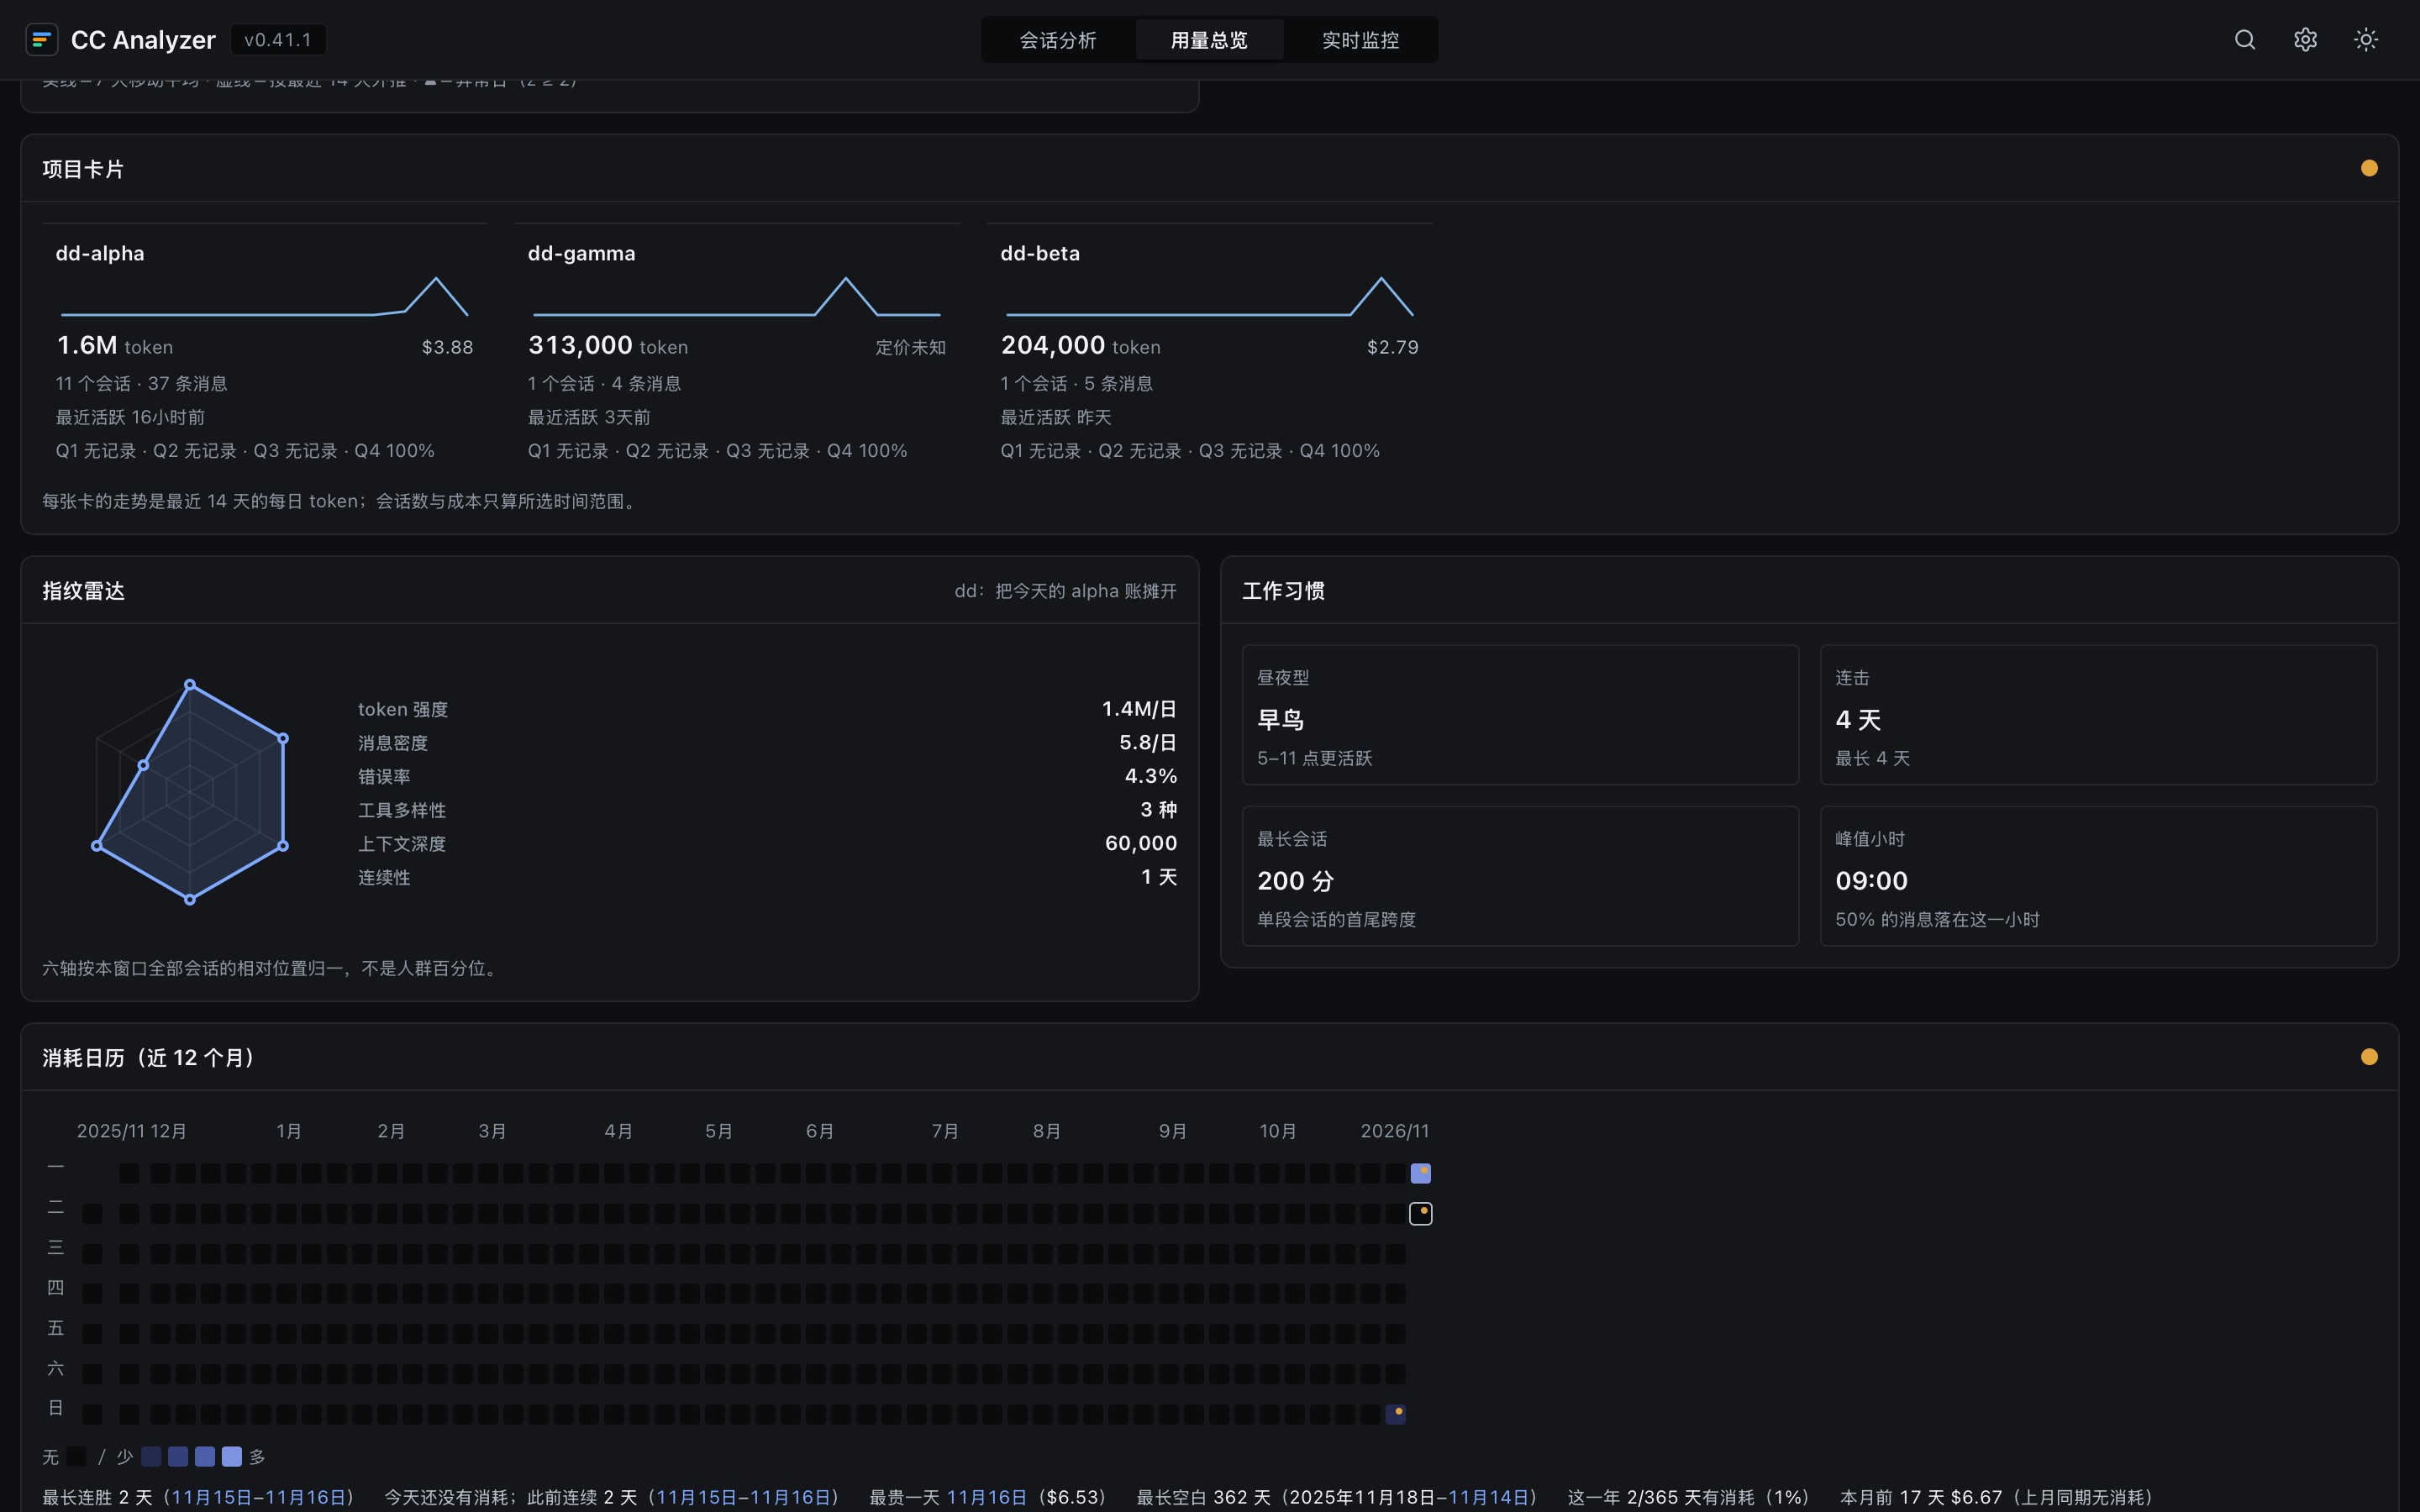 CC Analyzer v0.41.1 会话分析 用量总览 实时监控
项目卡片
dd-alpha
1.6M token $3.88
11 个会话 · 37 条消息
最近活跃 16小时前
Q1 无记录 · Q2 无记录 · Q3 无记录 · Q4 100%
dd-gamma
313,000 token 定价未知
1 个会话 · 4 条消息
最近活跃 3天前
Q1 无记录 · Q2 无记录 · Q3 无记录 · Q4 100%
dd-beta
204,000 token $2.79
1 个会话 · 5 条消息
最近活跃 昨天
Q1 无记录 · Q2 无记录 · Q3 无记录 · Q4 100%
每张卡的走势是最近 14 天的每日 token；会话数与成本只算所选时间范围。
指纹雷达 dd：把今天的 alpha 账摊开
token 强度 1.4M/日
消息密度 5.8/日
错误率 4.3%
工具多样性 3 种
上下文深度 60,000
连续性 1 天
六轴按本窗口全部会话的相对位置归一，不是人群百分位。
工作习惯
昼夜型
早鸟
5–11 点更活跃
连击
4 天
最长 4 天
最长会话
200 分
单段会话的首尾跨度
峰值小时
09:00
50% 的消息落在这一小时
消耗日历（近 12 个月）
2025/11 12月 1月 2月 3月 4月 5月 6月 7月 8月 9月 10月 2026/11
一
二
三
四
五
六
日
无 / 少 多
最长连胜 2 天（11月15日–11月16日） 今天还没有消耗；此前连续 2 天（11月15日–11月16日） 最贵一天 11月16日（$6.53） 最长空白 362 天（2025年11月18日–11月14日） 这一年 2/365 天有消耗（1%） 本月前 17 天 $6.67（上月同期无消耗）